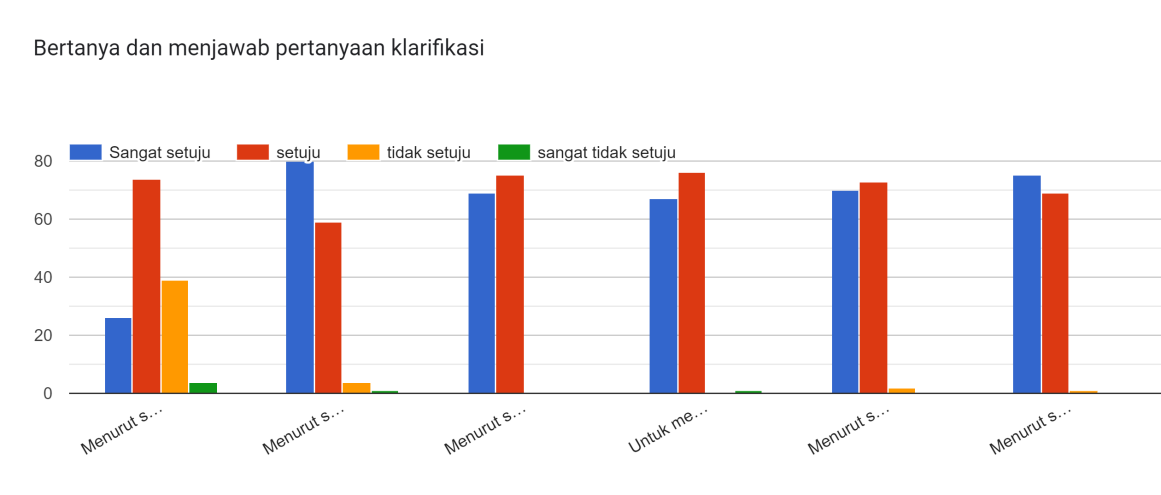 Bertanya dan menjawab pertanyaan klarifikasi
Sangat setuju setuju tidak setuju sangat tidak setuju
80
60
40
20
0
Menurut s… Menurut s… Menurut s… Untuk me… Menurut s… Menurut s…